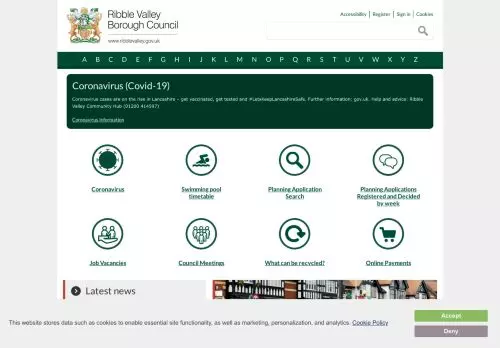 Ribble Valley
Borough Council
www.ribblevalley.gov.uk
Accessibility Register Sign in Cookies
A B C D E F G H I J K L M N O P Q R S T U V W X Y Z
Coronavirus (Covid-19)
Coronavirus cases are on the rise in Lancashire - get vaccinated, get tested and #LetsKeepLancashireSafe. Further information: gov.uk. Help and advice: Ribble
Valley Community Hub (01200 414597)
Coronavirus information
Coronavirus
Swimming pool
timetable
Planning Application
Search
Planning Applications
Registered and Decided
by week
Job Vacancies
Council Meetings
What can be recycled?
Online Payments
Latest news
This website stores data such as cookies to enable essential site functionality, as well as marketing, personalization, and analytics. Cookie Policy
Accept
Deny